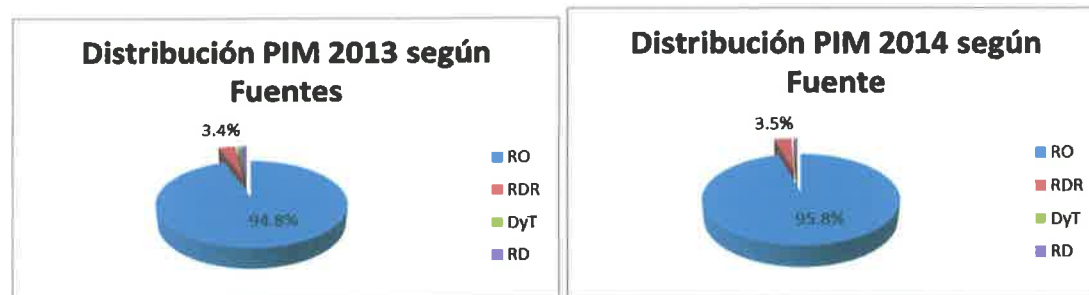 Distribución PIM 2013 según
Fuentes
3.4%
94.8%
RO
RDR
DyT
RD
Distribución PIM 2014 según
Fuente
3.5%
95.8%
RO
RDR
DyT
RD